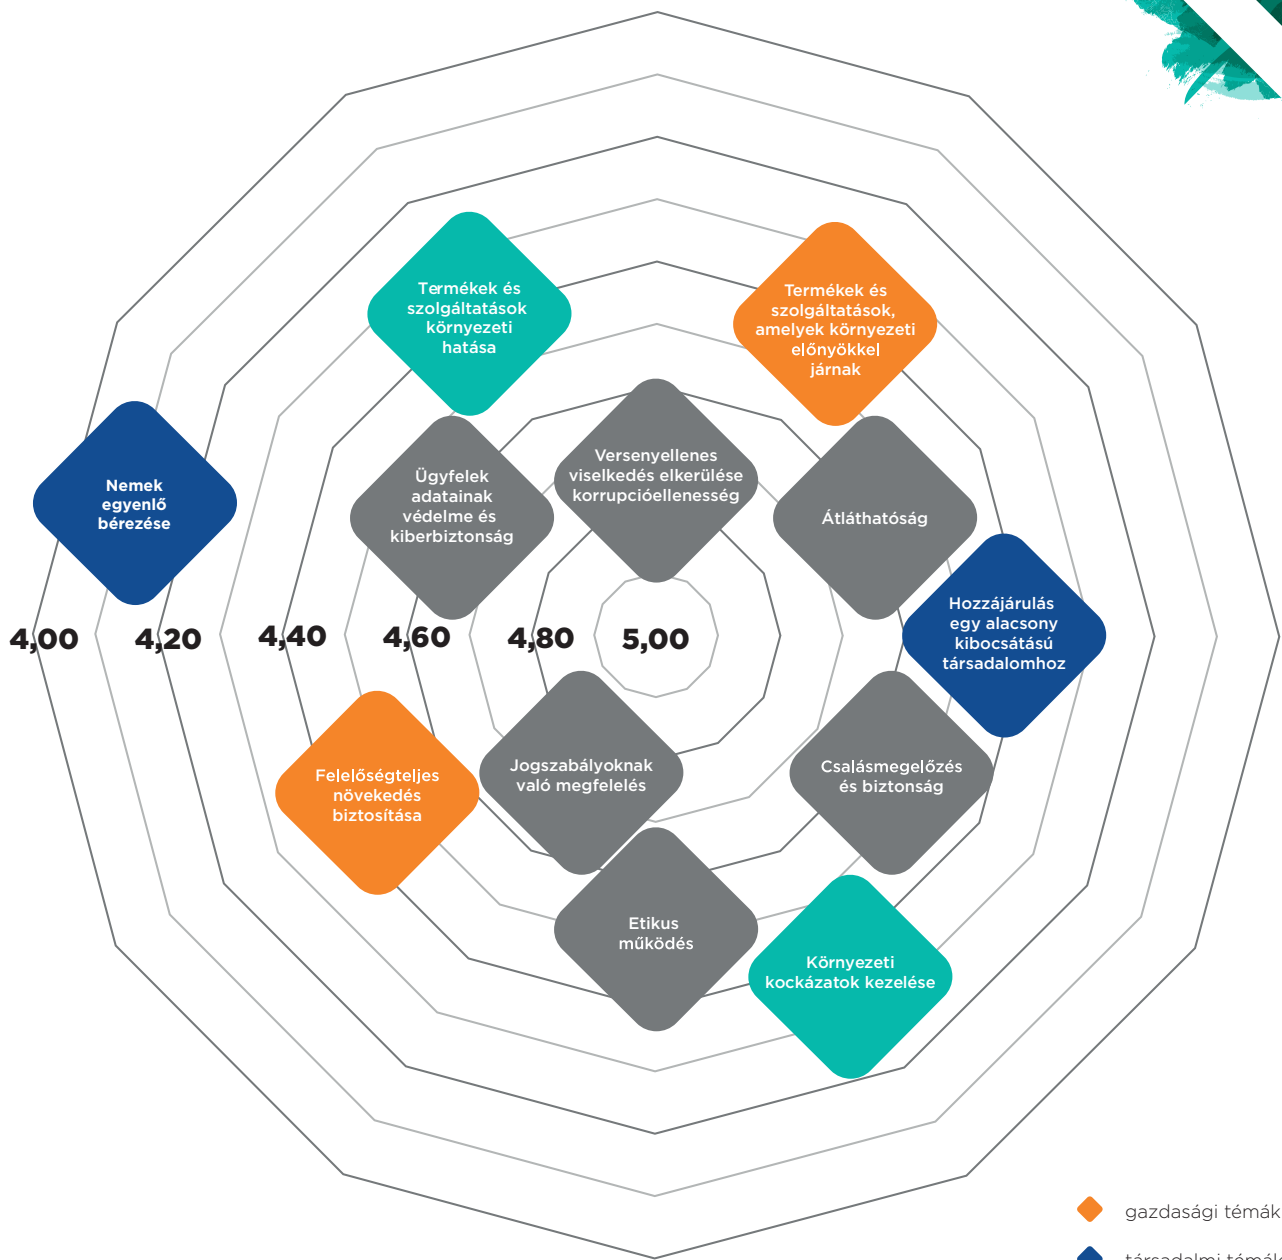 Termékek és
szolgáltatások
környezeti
hatása
Termékek és
szolgáltatások,
amelyek környezeti
előnyökkel
járnak
Nemek
egyenlő
bérezése
Ügyfelek
adatainak
védelme és
kiberbiztonság
Versenyellenes
viselkedés elkerülése
korrupcióellenesség
Átláthatóság
Hozzájárulás
egy alacsony
kibocsátású
társadalomhoz
4,00 4,20 4,40 4,60 4,80 5,00
Felelőségteljes
növekedés
biztosítása
Jogszabályoknak
való megfelelés
Csalásmegelőzés
és biztonság
Etikus
működés
Környezeti
kockázatok kezelése
gazdasági témák
társadalmi témák